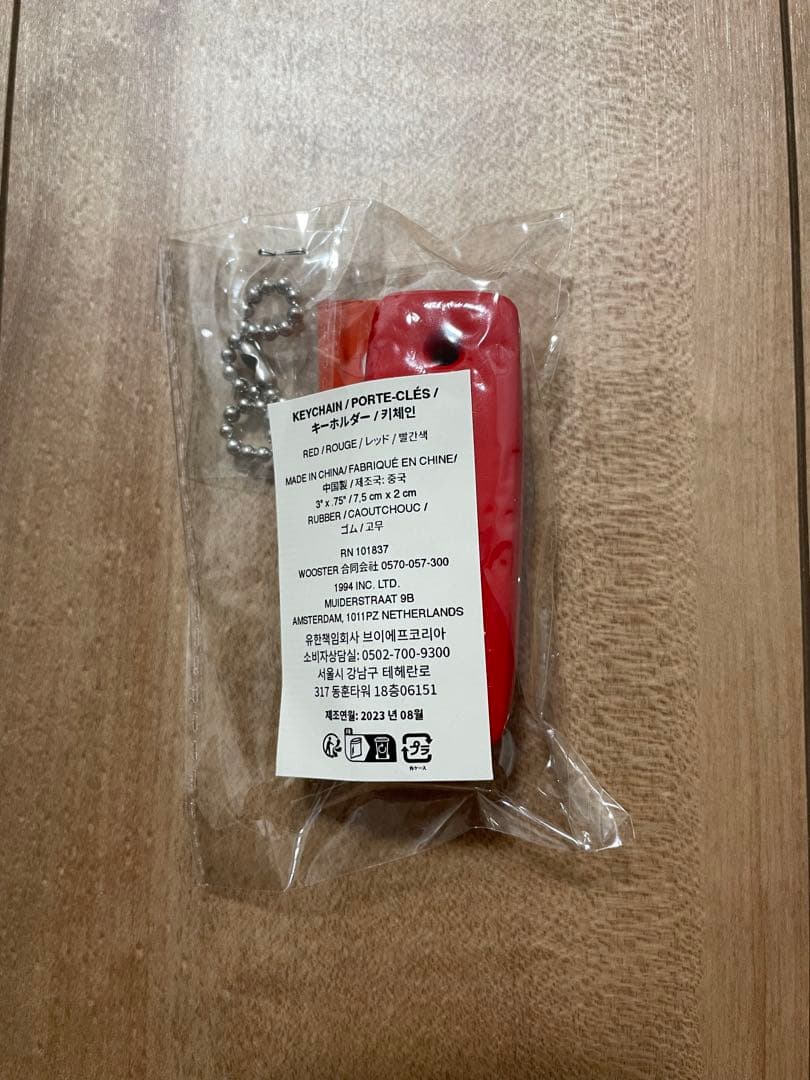 KEYCHAIN / PORTE-CLÉS /
キーホルダー / 키체인
RED / ROUGE / レッド / 빨간색
MADE IN CHINA/ FABRIQUÉ EN CHINE/
中国製 / 제조국: 중국
3" x .75" / 7,5 cm x 2 cm
RUBBER / CAOUTCHOUC /
ゴム / 고무
RN 101837
WOOSTER 合同会社 0570-057-300
1994 INC. LTD.
MUIDERSTRAAT 9B
AMSTERDAM, 1011PZ NETHERLANDS
유한책임회사 브이에프코리아
소비자상담실: 0502-700-9300
서울시 강남구 테헤란로
317 동훈타워 18층06151
제조연월: 2023 년 08월
プラ
外ケース